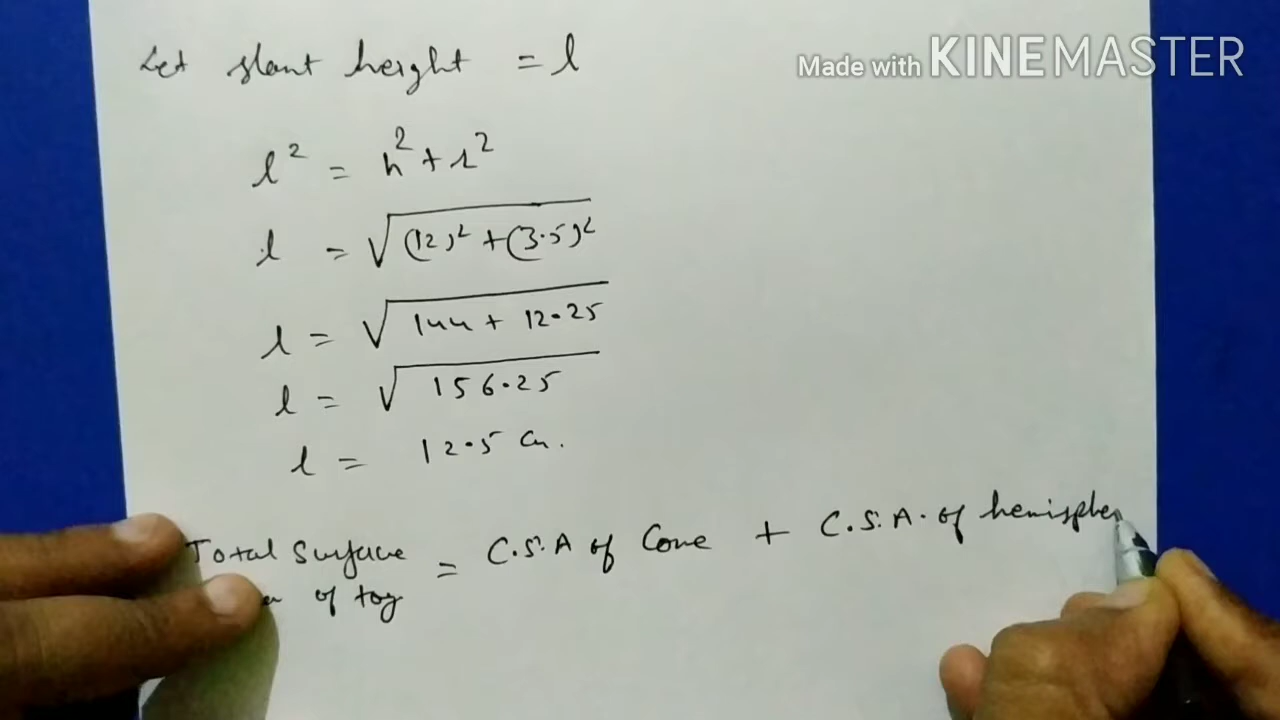 Made with KINEMASTER
Let slant height = l
l² = h² + r²
l = √(12)² + (3.5)²
l = √144 + 12.25
l = √156.25
l = 12.5 cm.
Total Surface = C.S.A of Cone + C.S.A. of hemispher
of toy